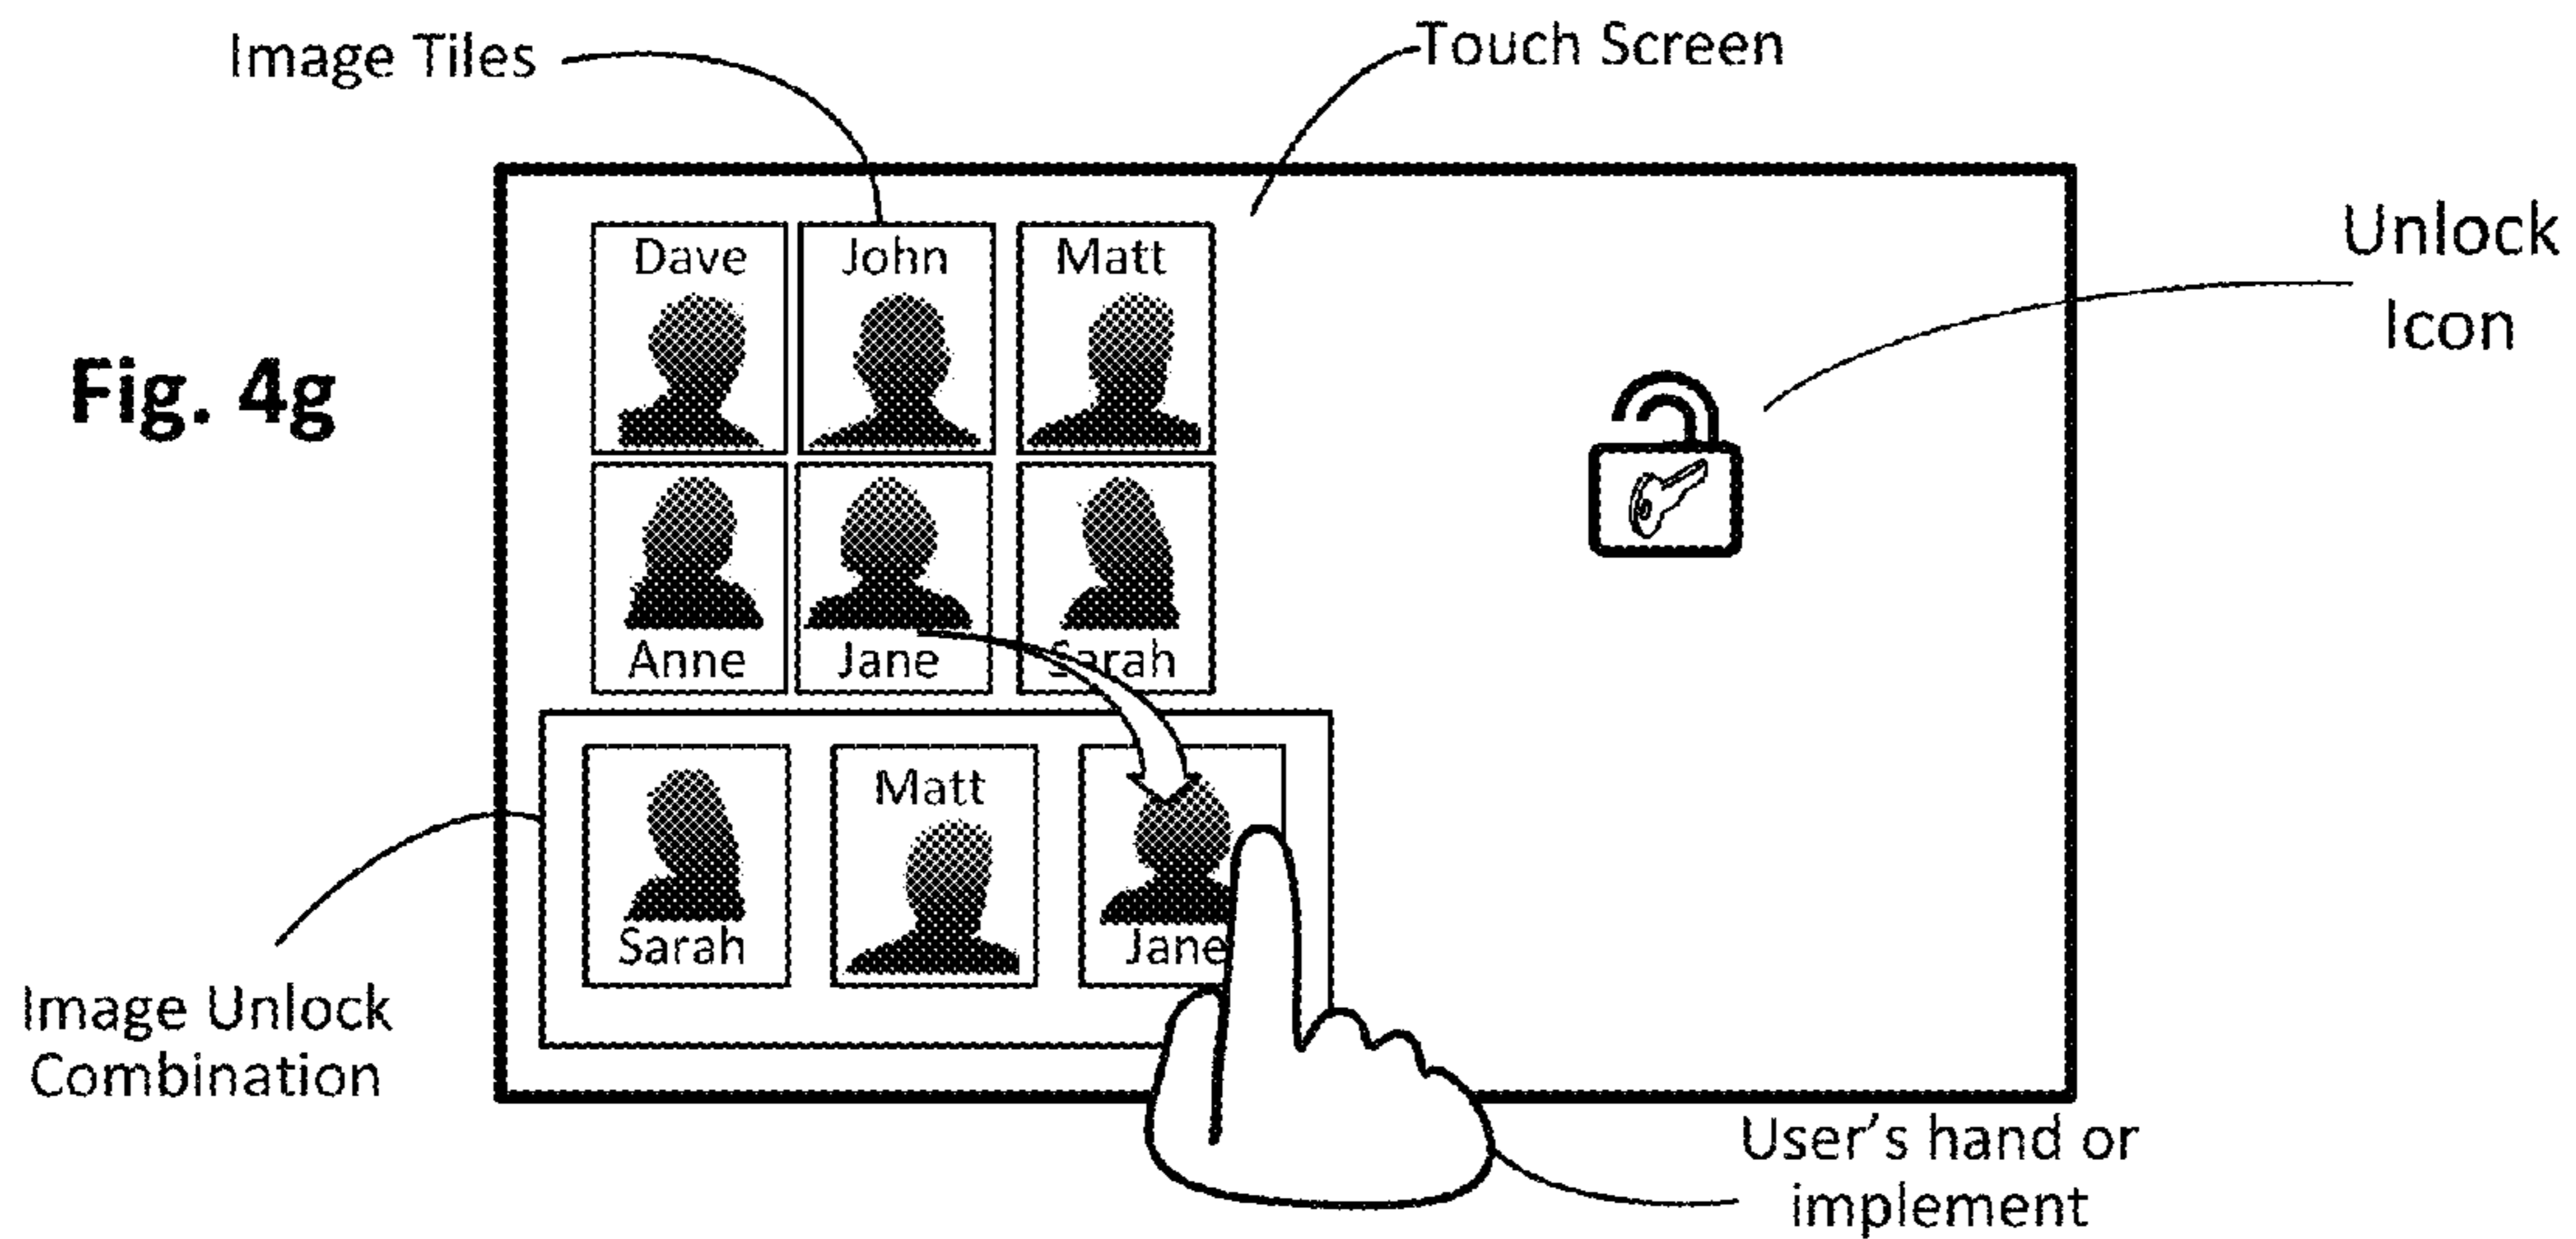 Image Tiles
Touch Screen
Unlock
Icon
Fig. 4g
Dave
John
Matt
Anne
Jane
Sarah
Matt
Sarah
Jane
Image Unlock
Combination
User's hand or
implement